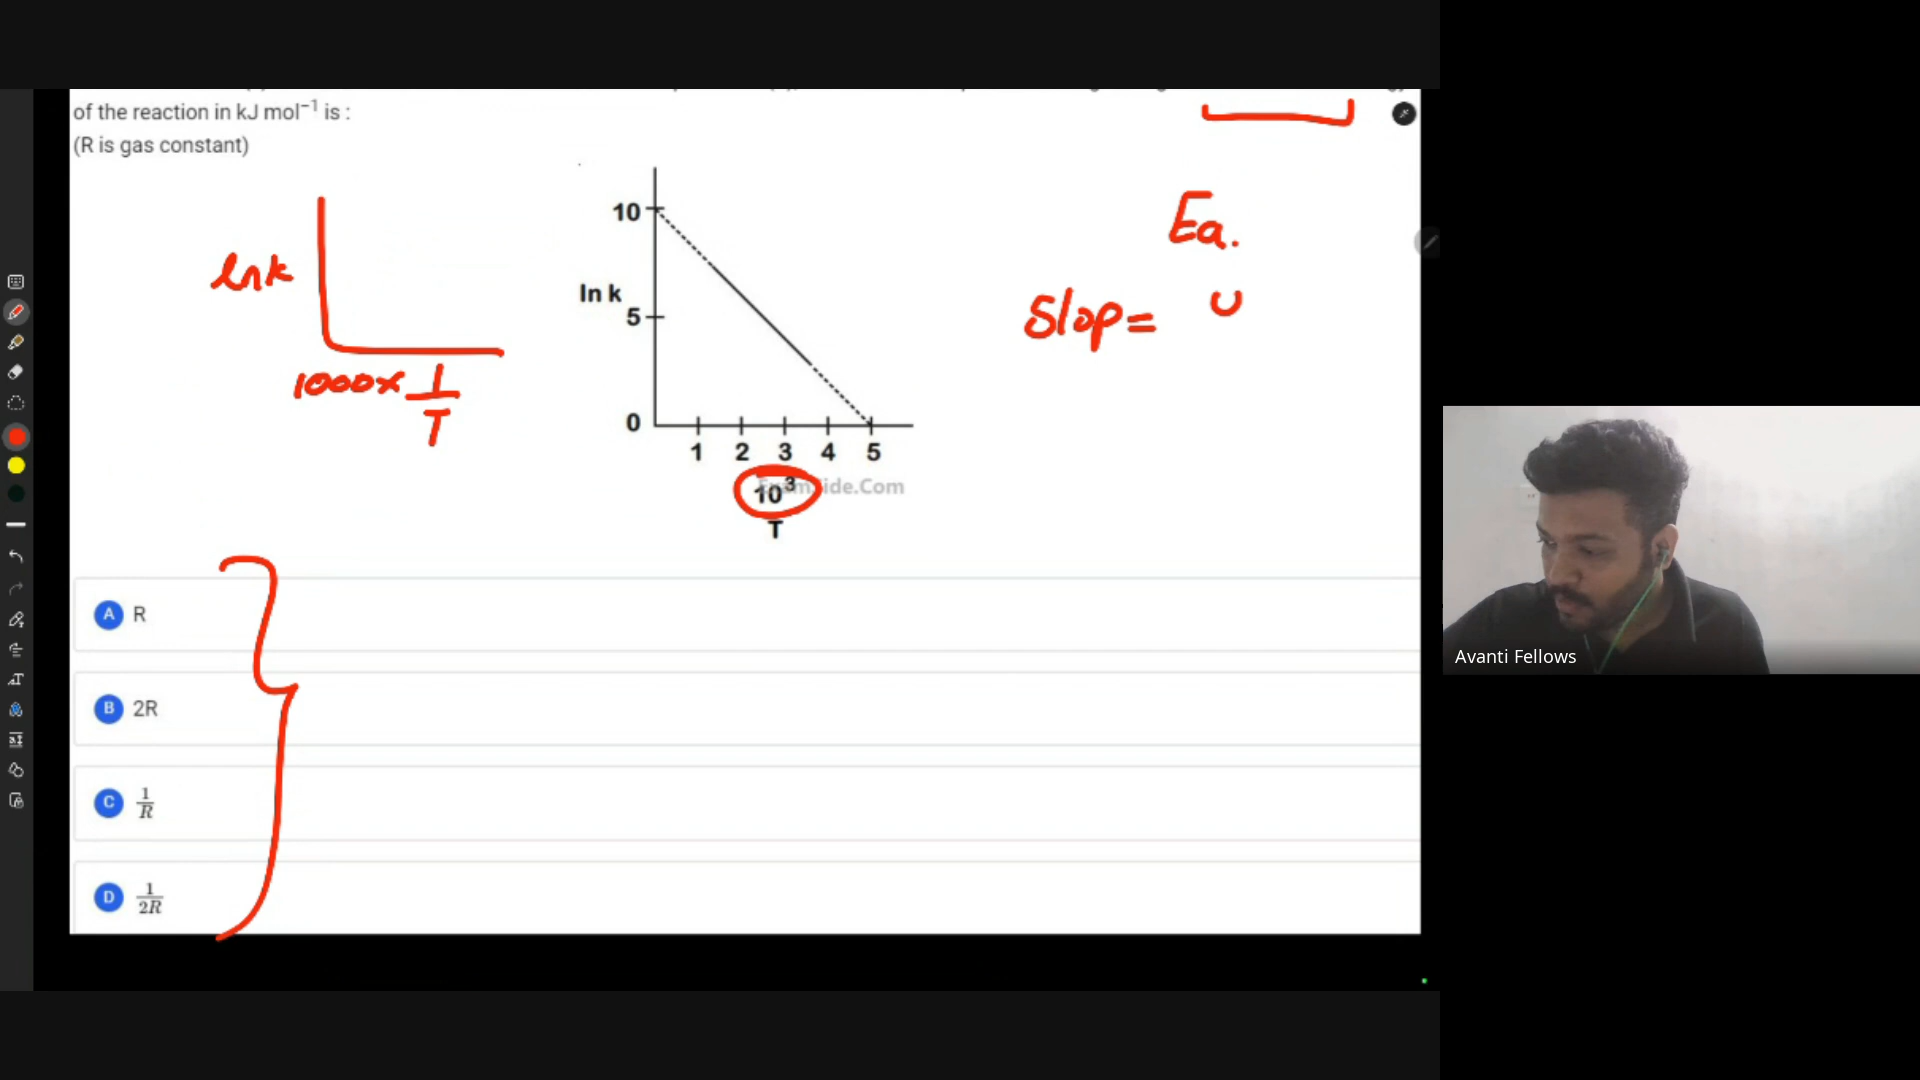 of the reaction in kJ mol⁻¹ is :
(R is gas constant)
Ea.
10
lnk
ln k
5
Slop=
1000×
1
T
0
1 2 3 4 5
10³
T
A R
B 2R
C 1/R
D 1/2R
Avanti Fellows